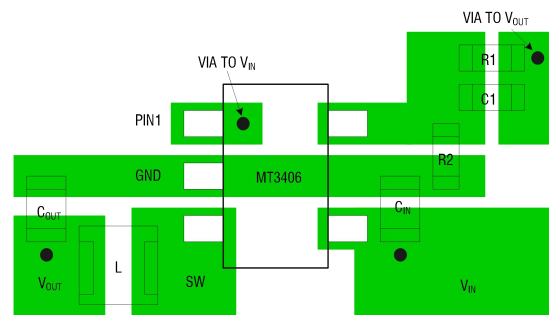 VIA TO VOUT
R1
VIA TO VIN
C1
PIN1
R2
GND
MT3406
COUT
CIN
L
VOUT
SW
VIN